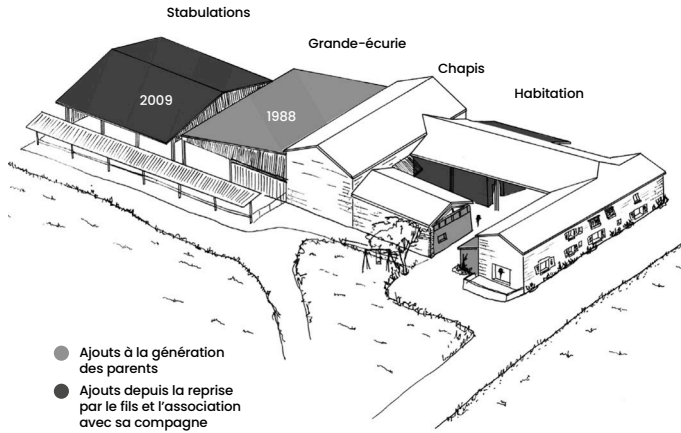 Stabulations
Grande-écurie
Chapis
Habitation
2009
1988
Ajouts à la génération
des parents
Ajouts depuis la reprise
par le fils et l'association
avec sa compagne